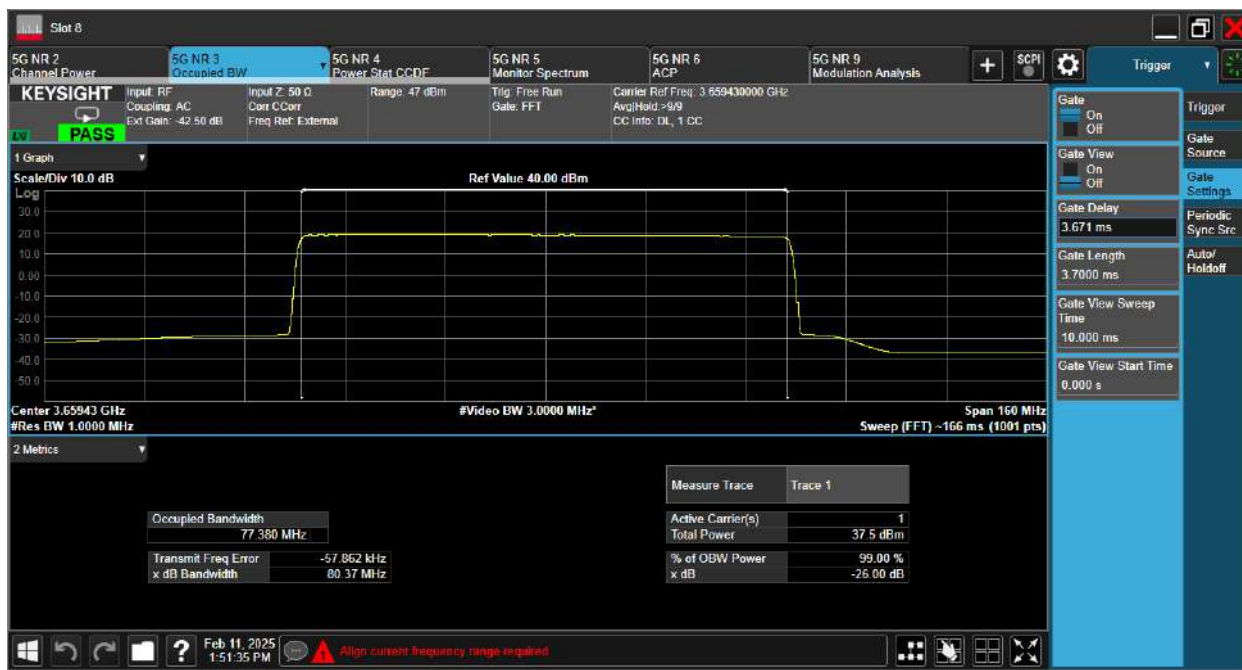 Slot 8
5G NR 2
Channel Power
5G NR 3
Occupied BW
5G NR 4
Power Stat CCDF
5G NR 5
Monitor Spectrum
5G NR 6
ACP
5G NR 9
Modulation Analysis
SCPI
Trigger
KEYSIGHT
PASS
Input: RF
Coupling: AC
Ext Gain: -42.50 dB
Input Z: 50 Ω
Corr CCorr
Freq Ref: External
Range: 47 dBm
Trig: Free Run
Gate: FFT
Carrier Ref Freq: 3.659430000 GHz
Avg|Hold:>9/9
CC Info: DL, 1 CC
1 Graph
Scale/Div 10.0 dB
Ref Value 40.00 dBm
Log
30.0
20.0
10.0
0.00
-10.0
-20.0
-30.0
-40.0
-50.0
Center 3.65943 GHz
#Video BW 3.0000 MHz*
Span 160 MHz
#Res BW 1.0000 MHz
Sweep (FFT) ~166 ms (1001 pts)
2 Metrics
Measure Trace Trace 1
Occupied Bandwidth
77.380 MHz
Active Carrier(s) 1
Total Power 37.5 dBm
Transmit Freq Error -57.862 kHz
x dB Bandwidth 80.37 MHz
% of OBW Power 99.00 %
x dB -26.00 dB
Gate
On
Off
Gate View
On
Off
Gate Delay
3.671 ms
Gate Length
3.7000 ms
Gate View Sweep
Time
10.000 ms
Gate View Start Time
0.000 s
Trigger
Gate
Source
Gate
Settings
Periodic
Sync Src
Auto/
Holdoff
?
Feb 11, 2025
1:51:35 PM
Align current frequency range required